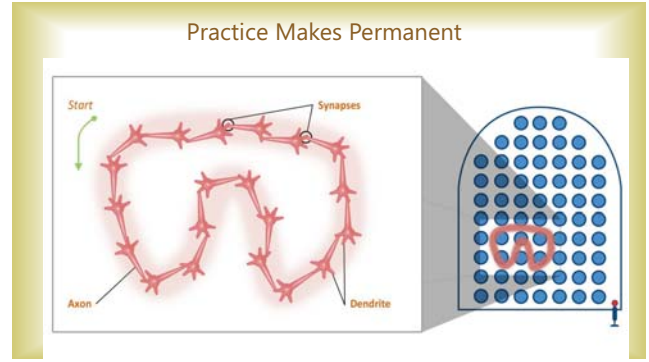 Practice Makes Permanent
Start
Synapses
Axon
Dendrite